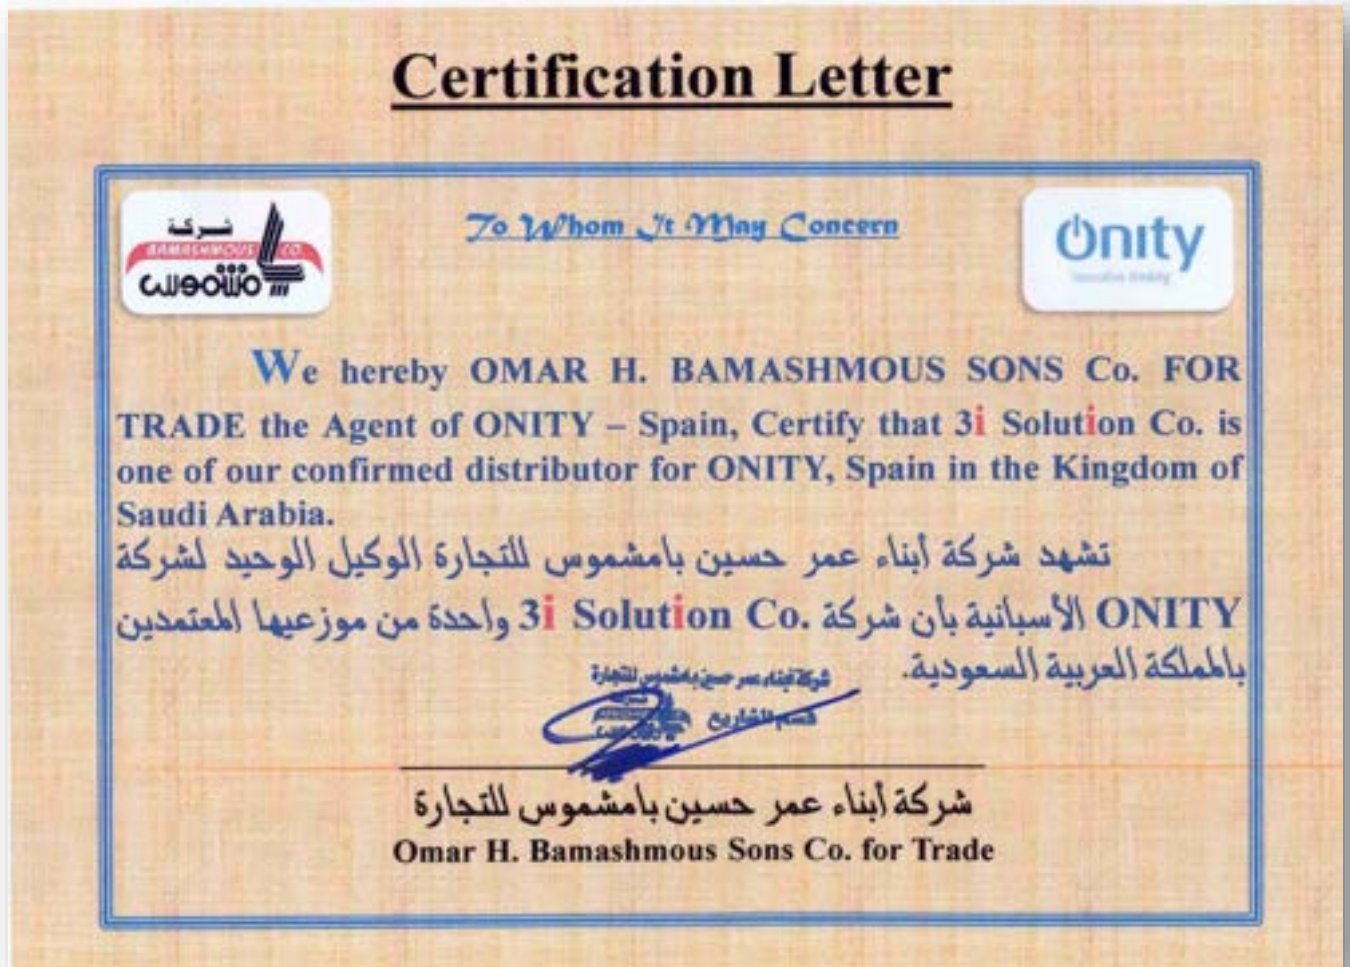 Certification Letter
شركة
BAMASHMOUS CO.
بامشموس
To Whom It May Concern
Onity
We hereby OMAR H. BAMASHMOUS SONS Co. FOR
TRADE the Agent of ONITY – Spain, Certify that 3i Solution Co. is
one of our confirmed distributor for ONITY, Spain in the Kingdom of
Saudi Arabia.
تشهد شركة أبناء عمر حسين بامشموس للتجارة الوكيل الوحيد لشركة
ONITY الأسبانية بأن شركة 3i Solution Co. واحدة من موزعيها المعتمدين
بالمملكة العربية السعودية.
شركة ابناء عمر حسين بامشموس للتجارة
قسم المشاريع
شركة أبناء عمر حسين بامشموس للتجارة
Omar H. Bamashmous Sons Co. for Trade